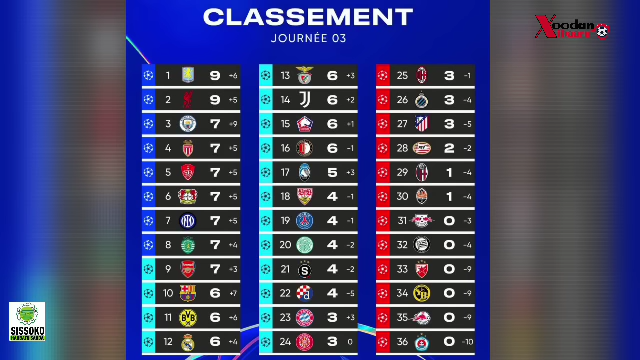 CLASSEMENT
JOURNÉE 03
Xoodan
1 9 +6
2 9 +5
3 7 +9
4 7 +5
5 7 +5
6 7 +5
7 7 +5
8 7 +4
9 7 +3
10 6 +7
11 6 +6
12 6 +4
13 6 +3
14 6 +2
15 6 +1
16 6 -1
17 5 +3
18 4 -1
19 4 -1
20 4 -2
21 4 -2
22 4 -5
23 3 +3
24 3 0
25 3 -1
26 3 -4
27 3 -5
28 2 -2
29 1 -4
30 1 -4
31 0 -3
32 0 -4
33 0 -9
34 0 -9
35 0 -9
36 0 -10
SISSOKO